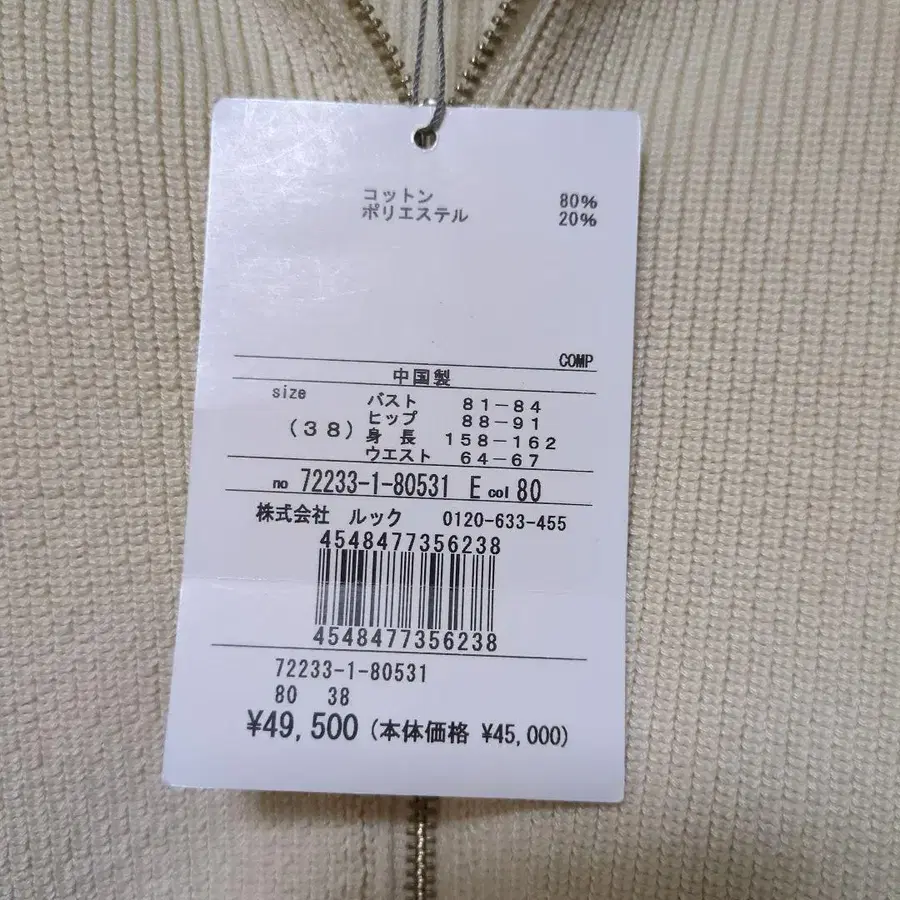 コットン 80%
ポリエステル 20%
COMP
中国製
size バスト 81-84
ヒップ 88-91
(38) 身長 158-162
ウエスト 64-67
no 72233-1-80531 E col 80
株式会社 ルック 0120-633-455
4548477356238
4548477356238
72233-1-80531
80 38
¥49,500 (本体価格 ¥45,000)